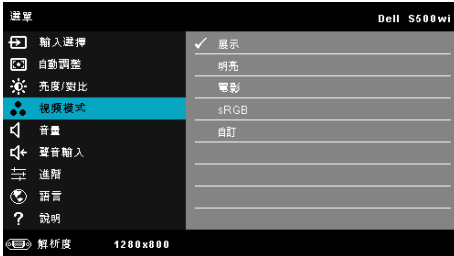 選單 Dell S500wi
輸入選擇
自動調整
亮度/對比
視頻模式
音量
聲音輸入
進階
語言
說明
展示
明亮
電影
sRGB
自訂
解析度 1280x800